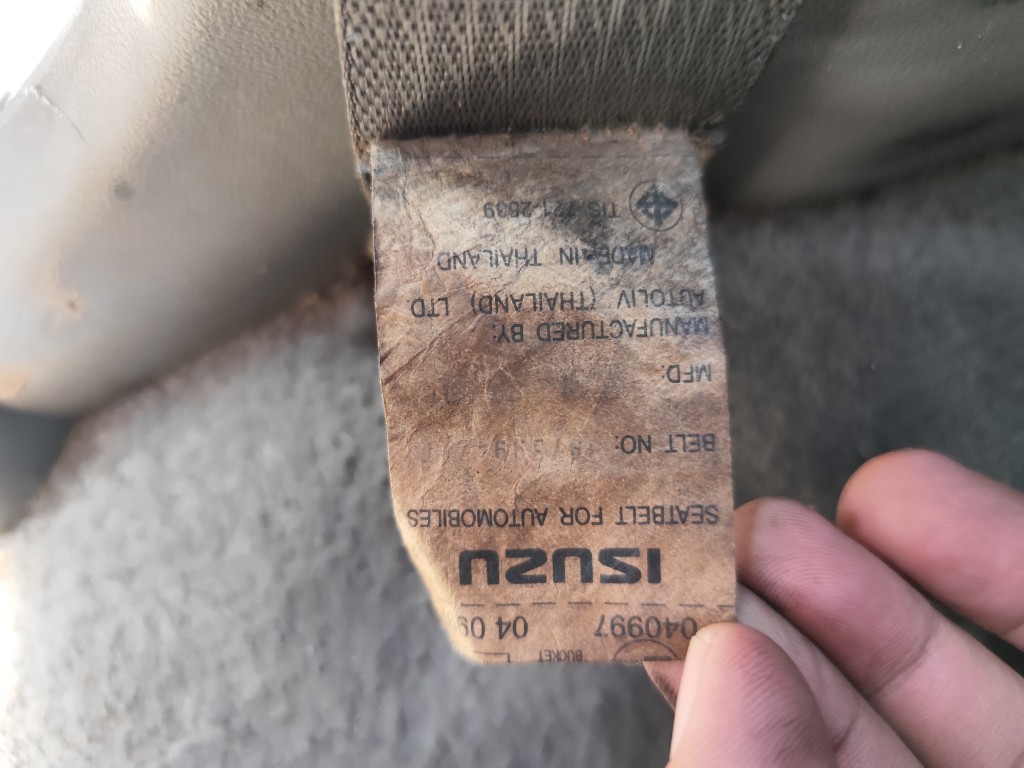 BUCKET
040997 04 09
ISUZU
SEATBELT FOR AUTOMOBILES
BELT NO:
MFD:
MANUFACTURED BY:
AUTOLIV (THAILAND) LTD
MADE IN THAILAND
TIS 721-2539